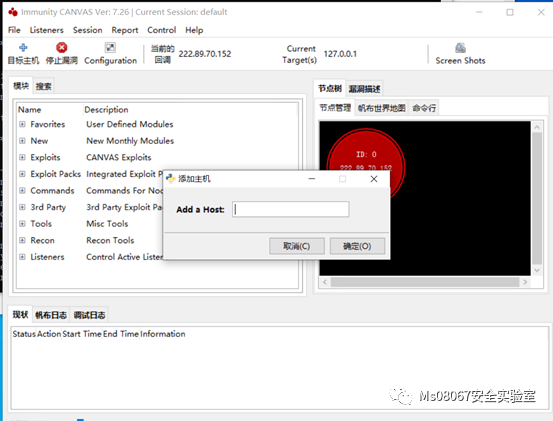 Immunity CANVAS Ver: 7.26 | Current Session: default
File Listeners Session Report Control Help
目标主机 停止漏洞 Configuration 当前的回调 222.89.70.152 Current Target(s) 127.0.0.1 Screen Shots
模块 搜索
Name Description
Favorites User Defined Modules
New New Monthly Modules
Exploits CANVAS Exploits
Exploit Packs Integrated Exploit Pa
Commands Commands For Noc
3rd Party 3rd Party Exploit Pa
Tools Misc Tools
Recon Recon Tools
Listeners Control Active Lister
节点树 漏洞描述
节点管理 帆布世界地图 命令行
ID: 0
222.89.70.152
添加主机
Add a Host:
取消(C) 确定(O)
现状 帆布日志 调试日志
Status Action Start Time End Time Information
Ms08067安全实验室